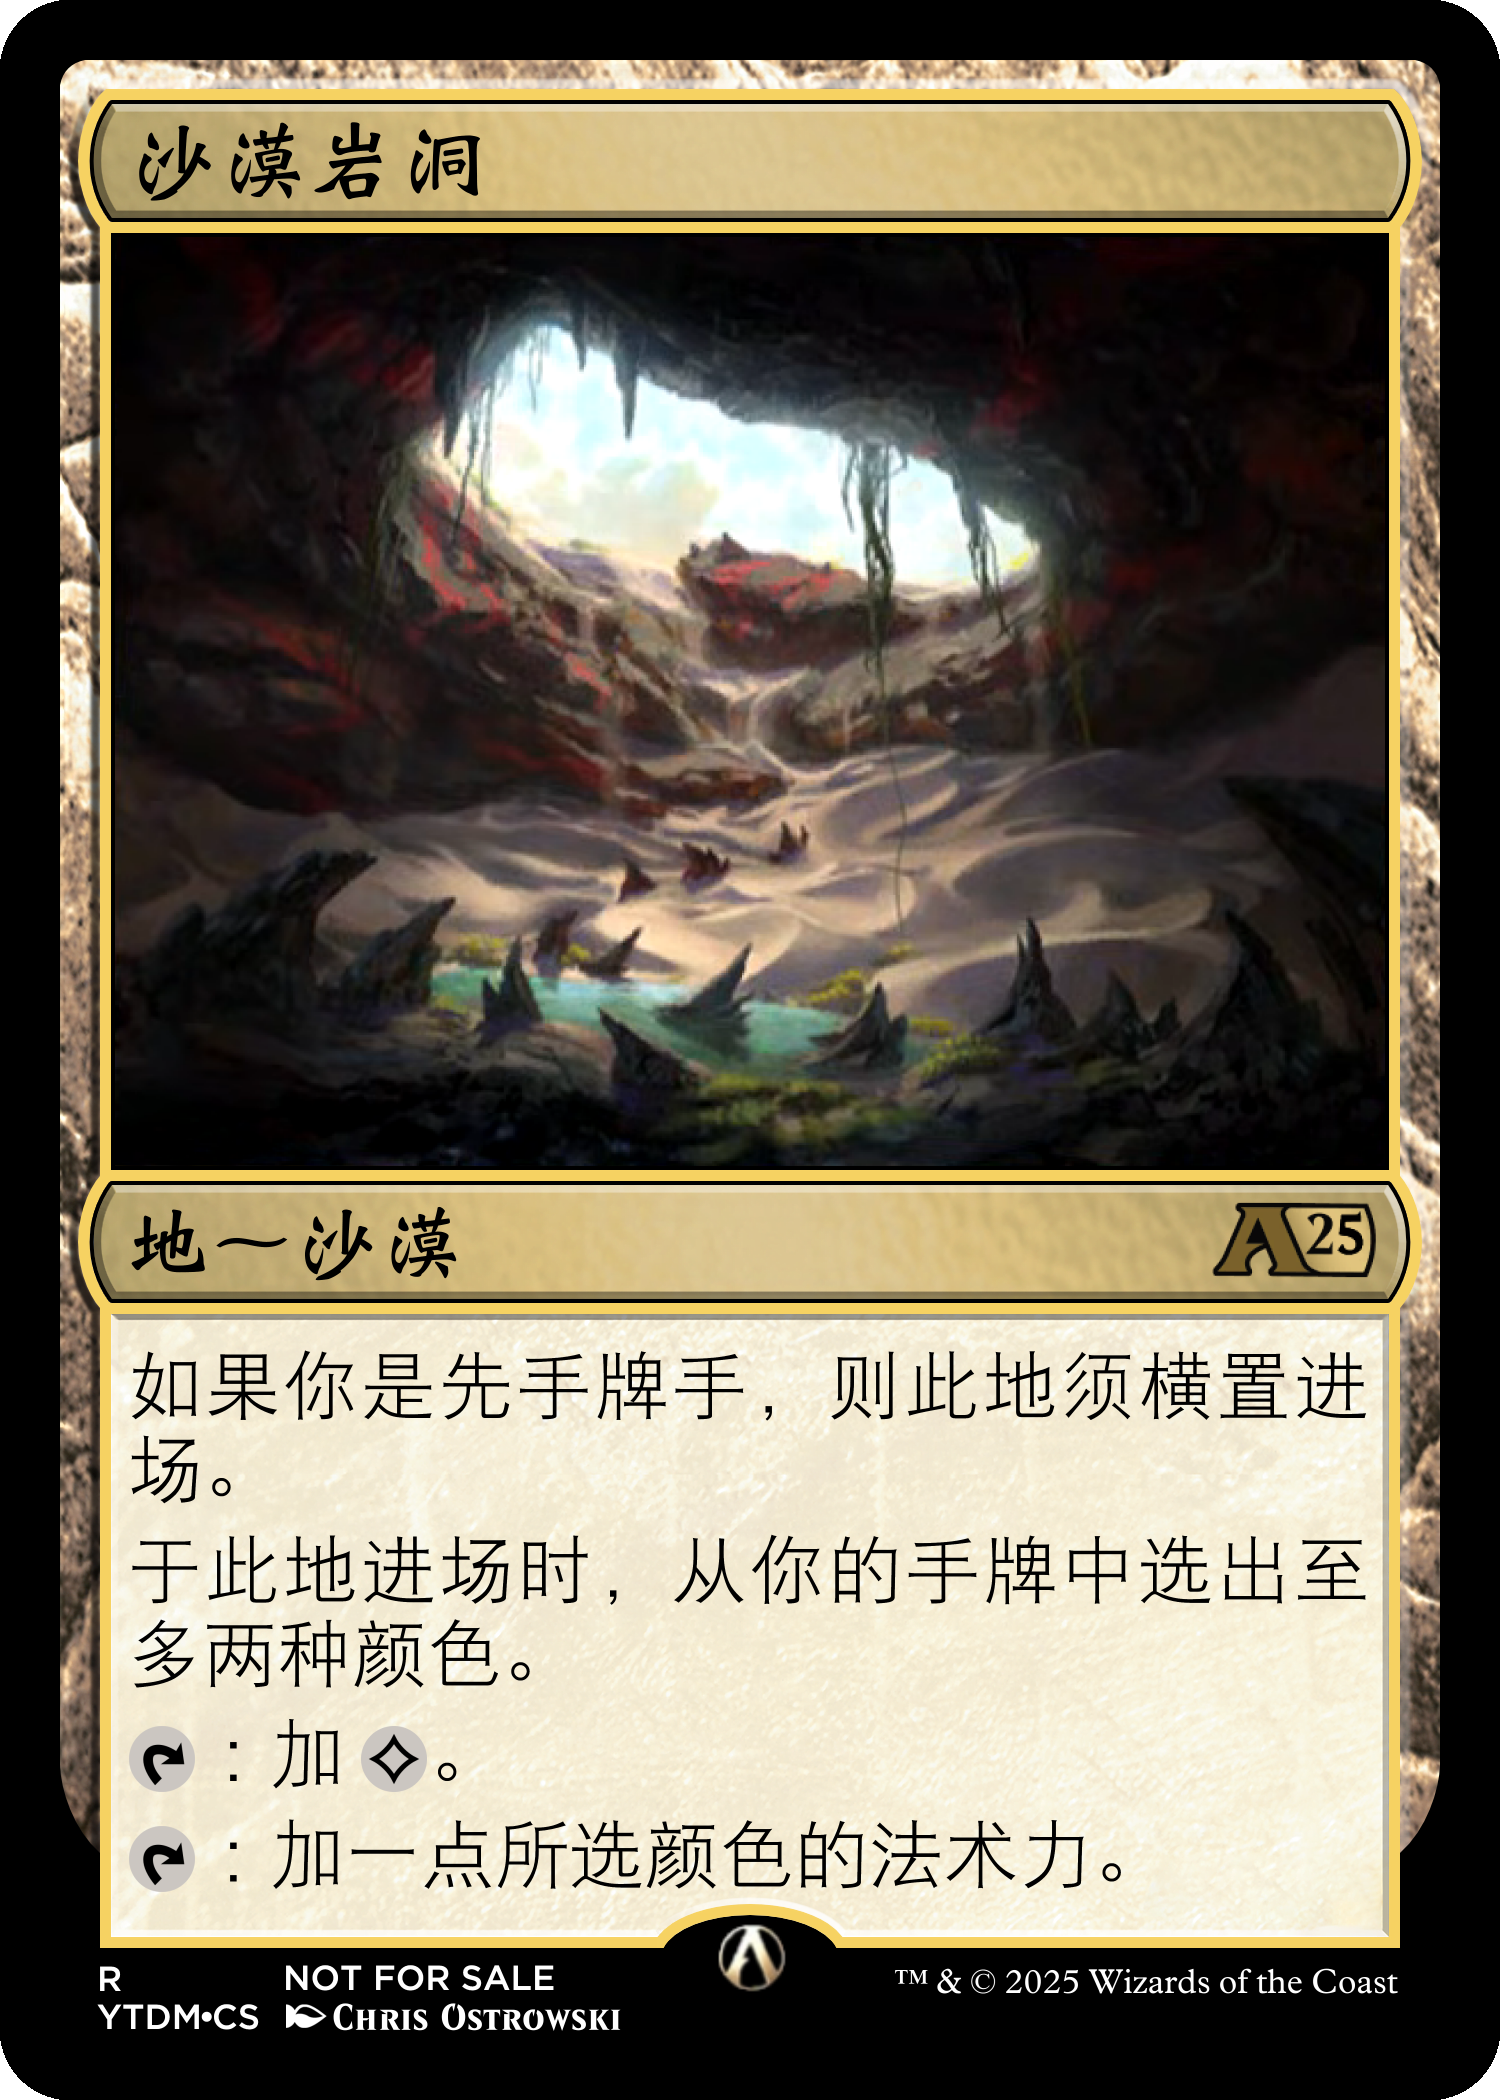 沙漠岩洞
地～沙漠
A25
如果你是先手牌手，则此地须横置进
场。
于此地进场时，从你的手牌中选出至
多两种颜色。
：加。
：加一点所选颜色的法术力。
R NOT FOR SALE ™ & © 2025 Wizards of the Coast
YTDM•CS Chris Ostrowski